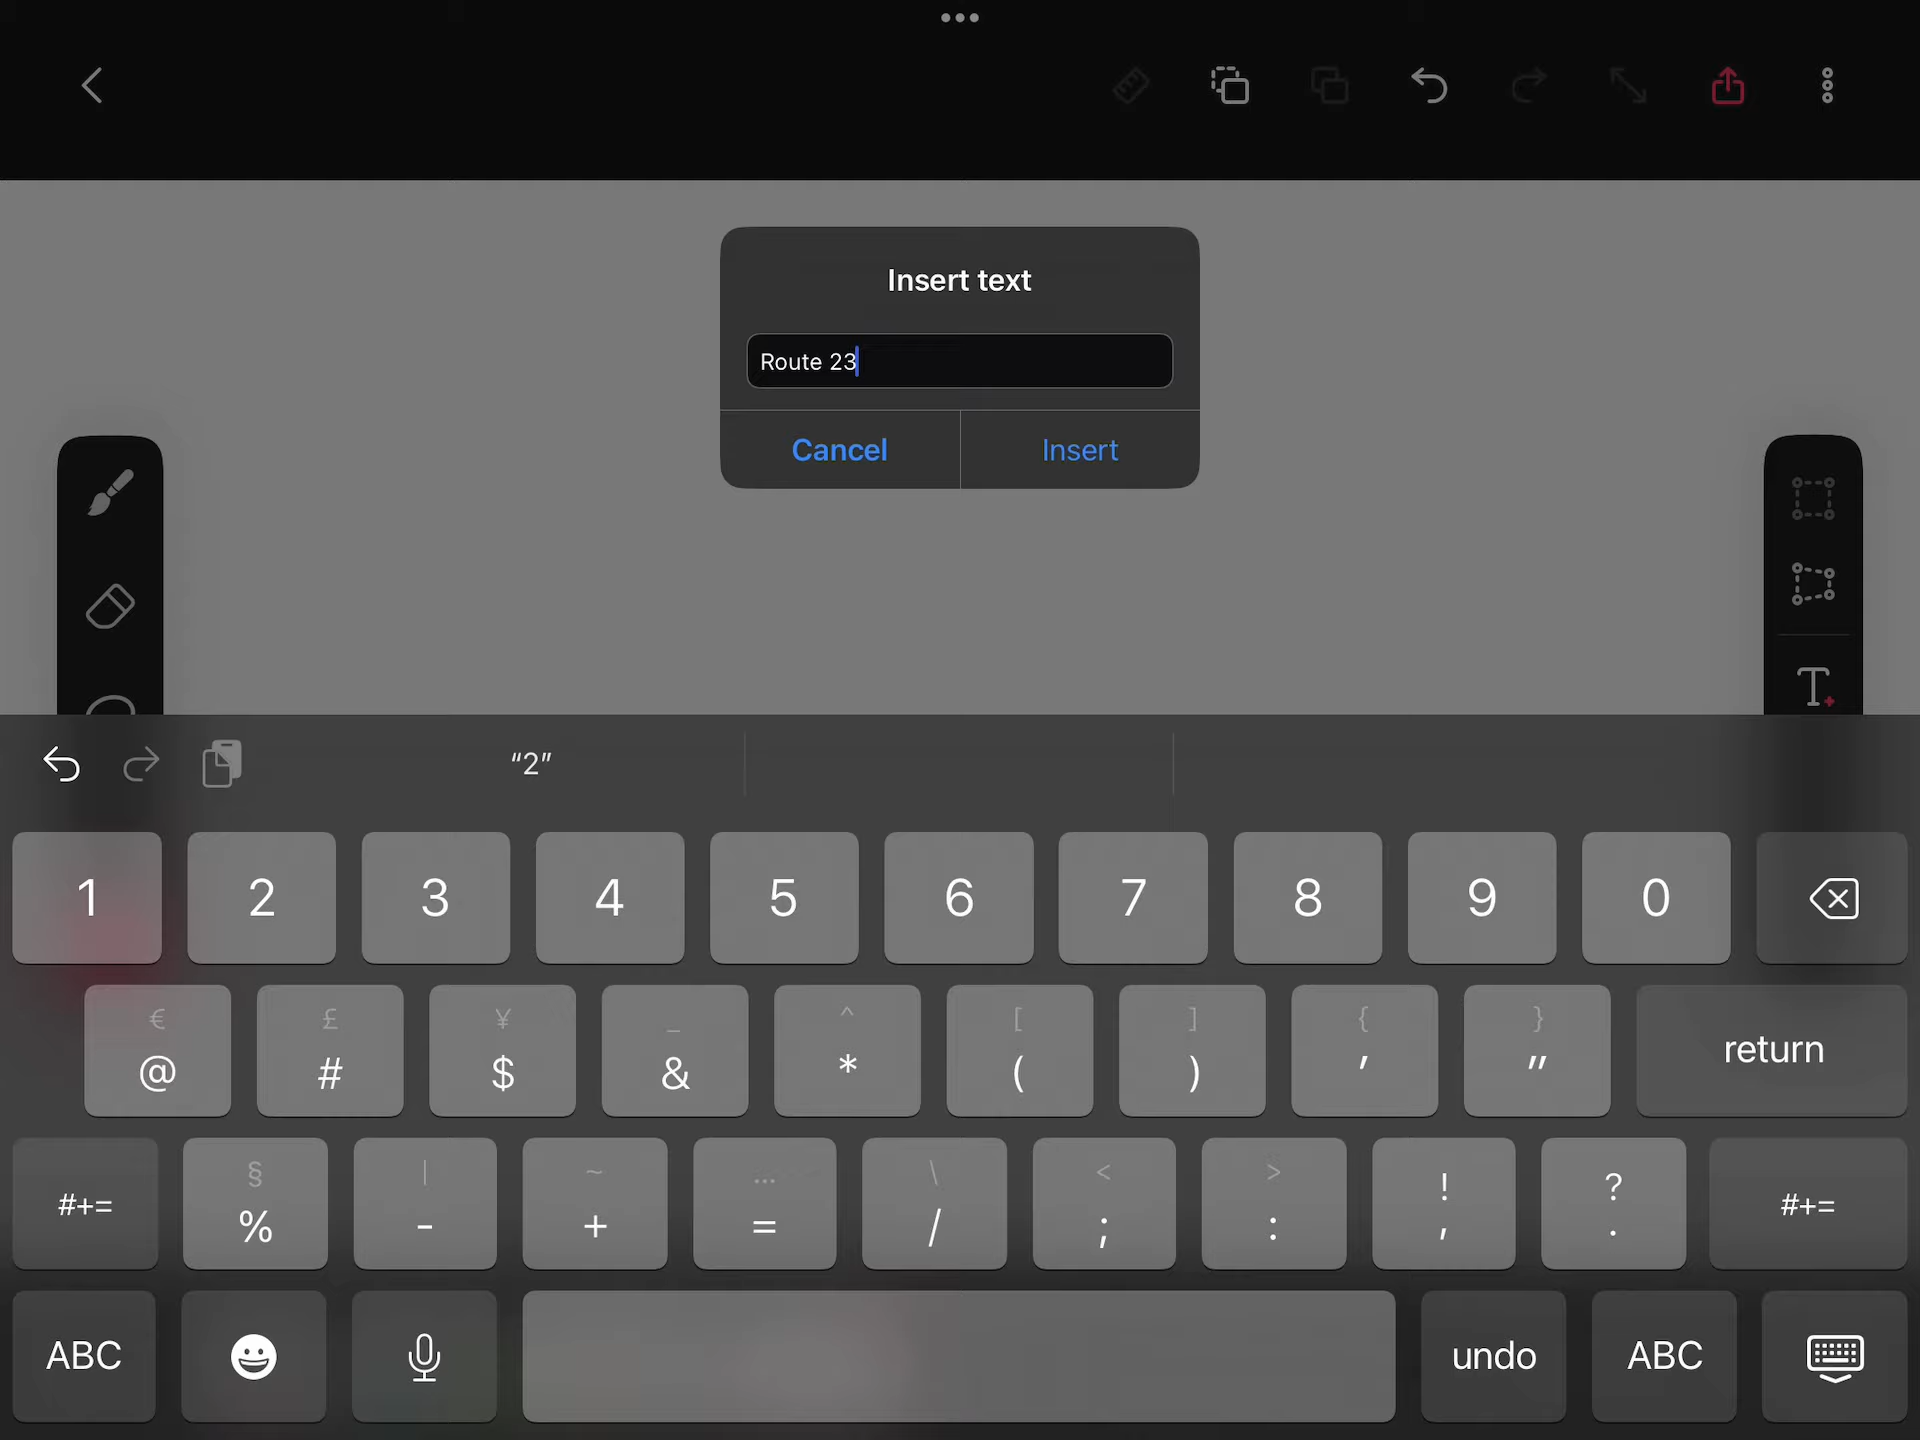 Insert text
Route 23
Cancel Insert
“2”
1 2 3 4 5 6 7 8 9 0
€ £ ¥ _ ^ [ ] { }
@ # $ & * ( ) ' " return
§ | ~ … \ < > ! ?
#+= % - + = / ; : , . #+=
ABC undo ABC